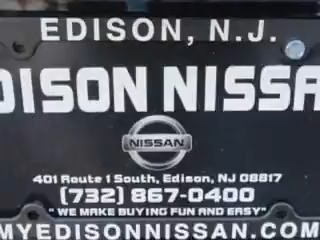 EDISON, N.J.
DISON NISSA
NISSAN
401 Route 1 South, Edison, NJ 08817
(732) 867-0400
"WE MAKE BUYING FUN AND EASY"
MYEDISONNISSAN.COM